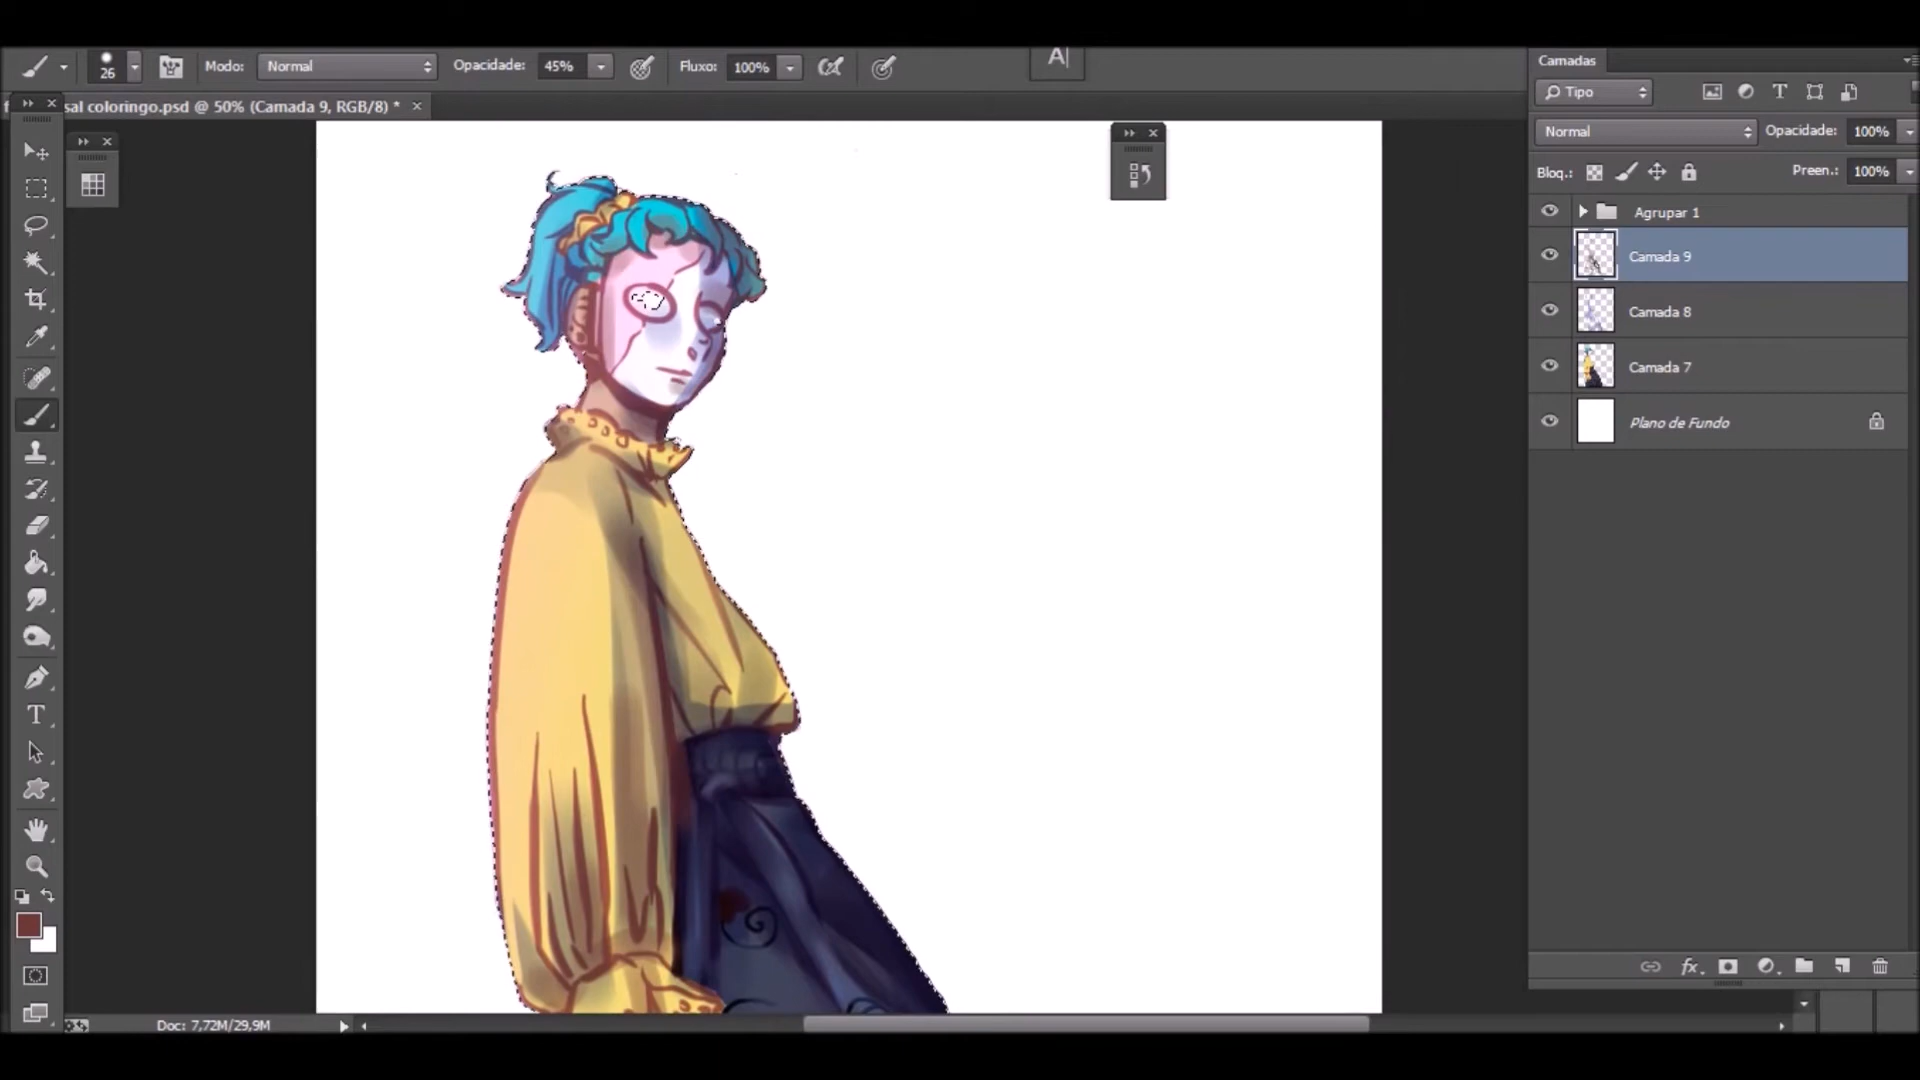 26
Modo:
Normal
Opacidade:
45%
Fluxo:
100%
A|
sal coloringo.psd @ 50% (Camada 9, RGB/8) *
Camadas
Tipo
Normal
Opacidade:
100%
Bloq.:
Preen.:
100%
Agrupar 1
Camada 9
Camada 8
Camada 7
Plano de Fundo
fx
Doc: 7,72M/29,9M